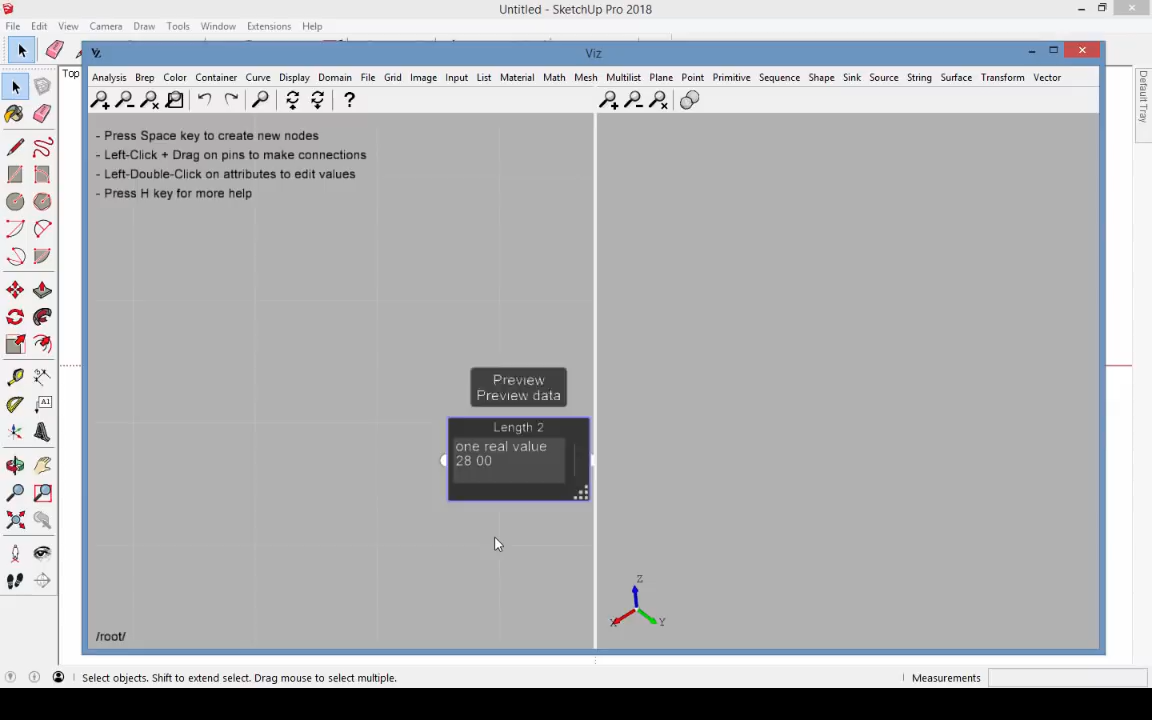 Untitled - SketchUp Pro 2018
File Edit View Camera Draw Tools Window Extensions Help
Top
Viz
Default Tray
Analysis Brep Color Container Curve Display Domain File Grid Image Input List Material Math Mesh Multilist Plane Point Primitive Sequence Shape Sink Source String Surface Transform Vector
- Press Space key to create new nodes
- Left-Click + Drag on pins to make connections
- Left-Double-Click on attributes to edit values
- Press H key for more help
Preview
Preview data
A1
Length 2
one real value
28 00
Z
X Y
/root/
Select objects. Shift to extend select. Drag mouse to select multiple.
Measurements